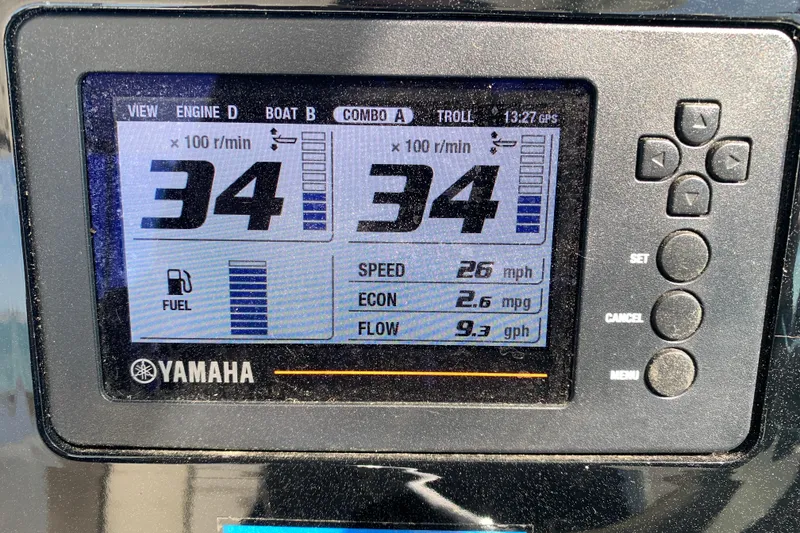 VIEW ENGINE D BOAT B COMBO A TROLL 13:27 GPS
× 100 r/min × 100 r/min
34 34
SPEED 26 mph
FUEL ECON 2.6 mpg
FLOW 9.3 gph
YAMAHA
SET
CANCEL
MENU